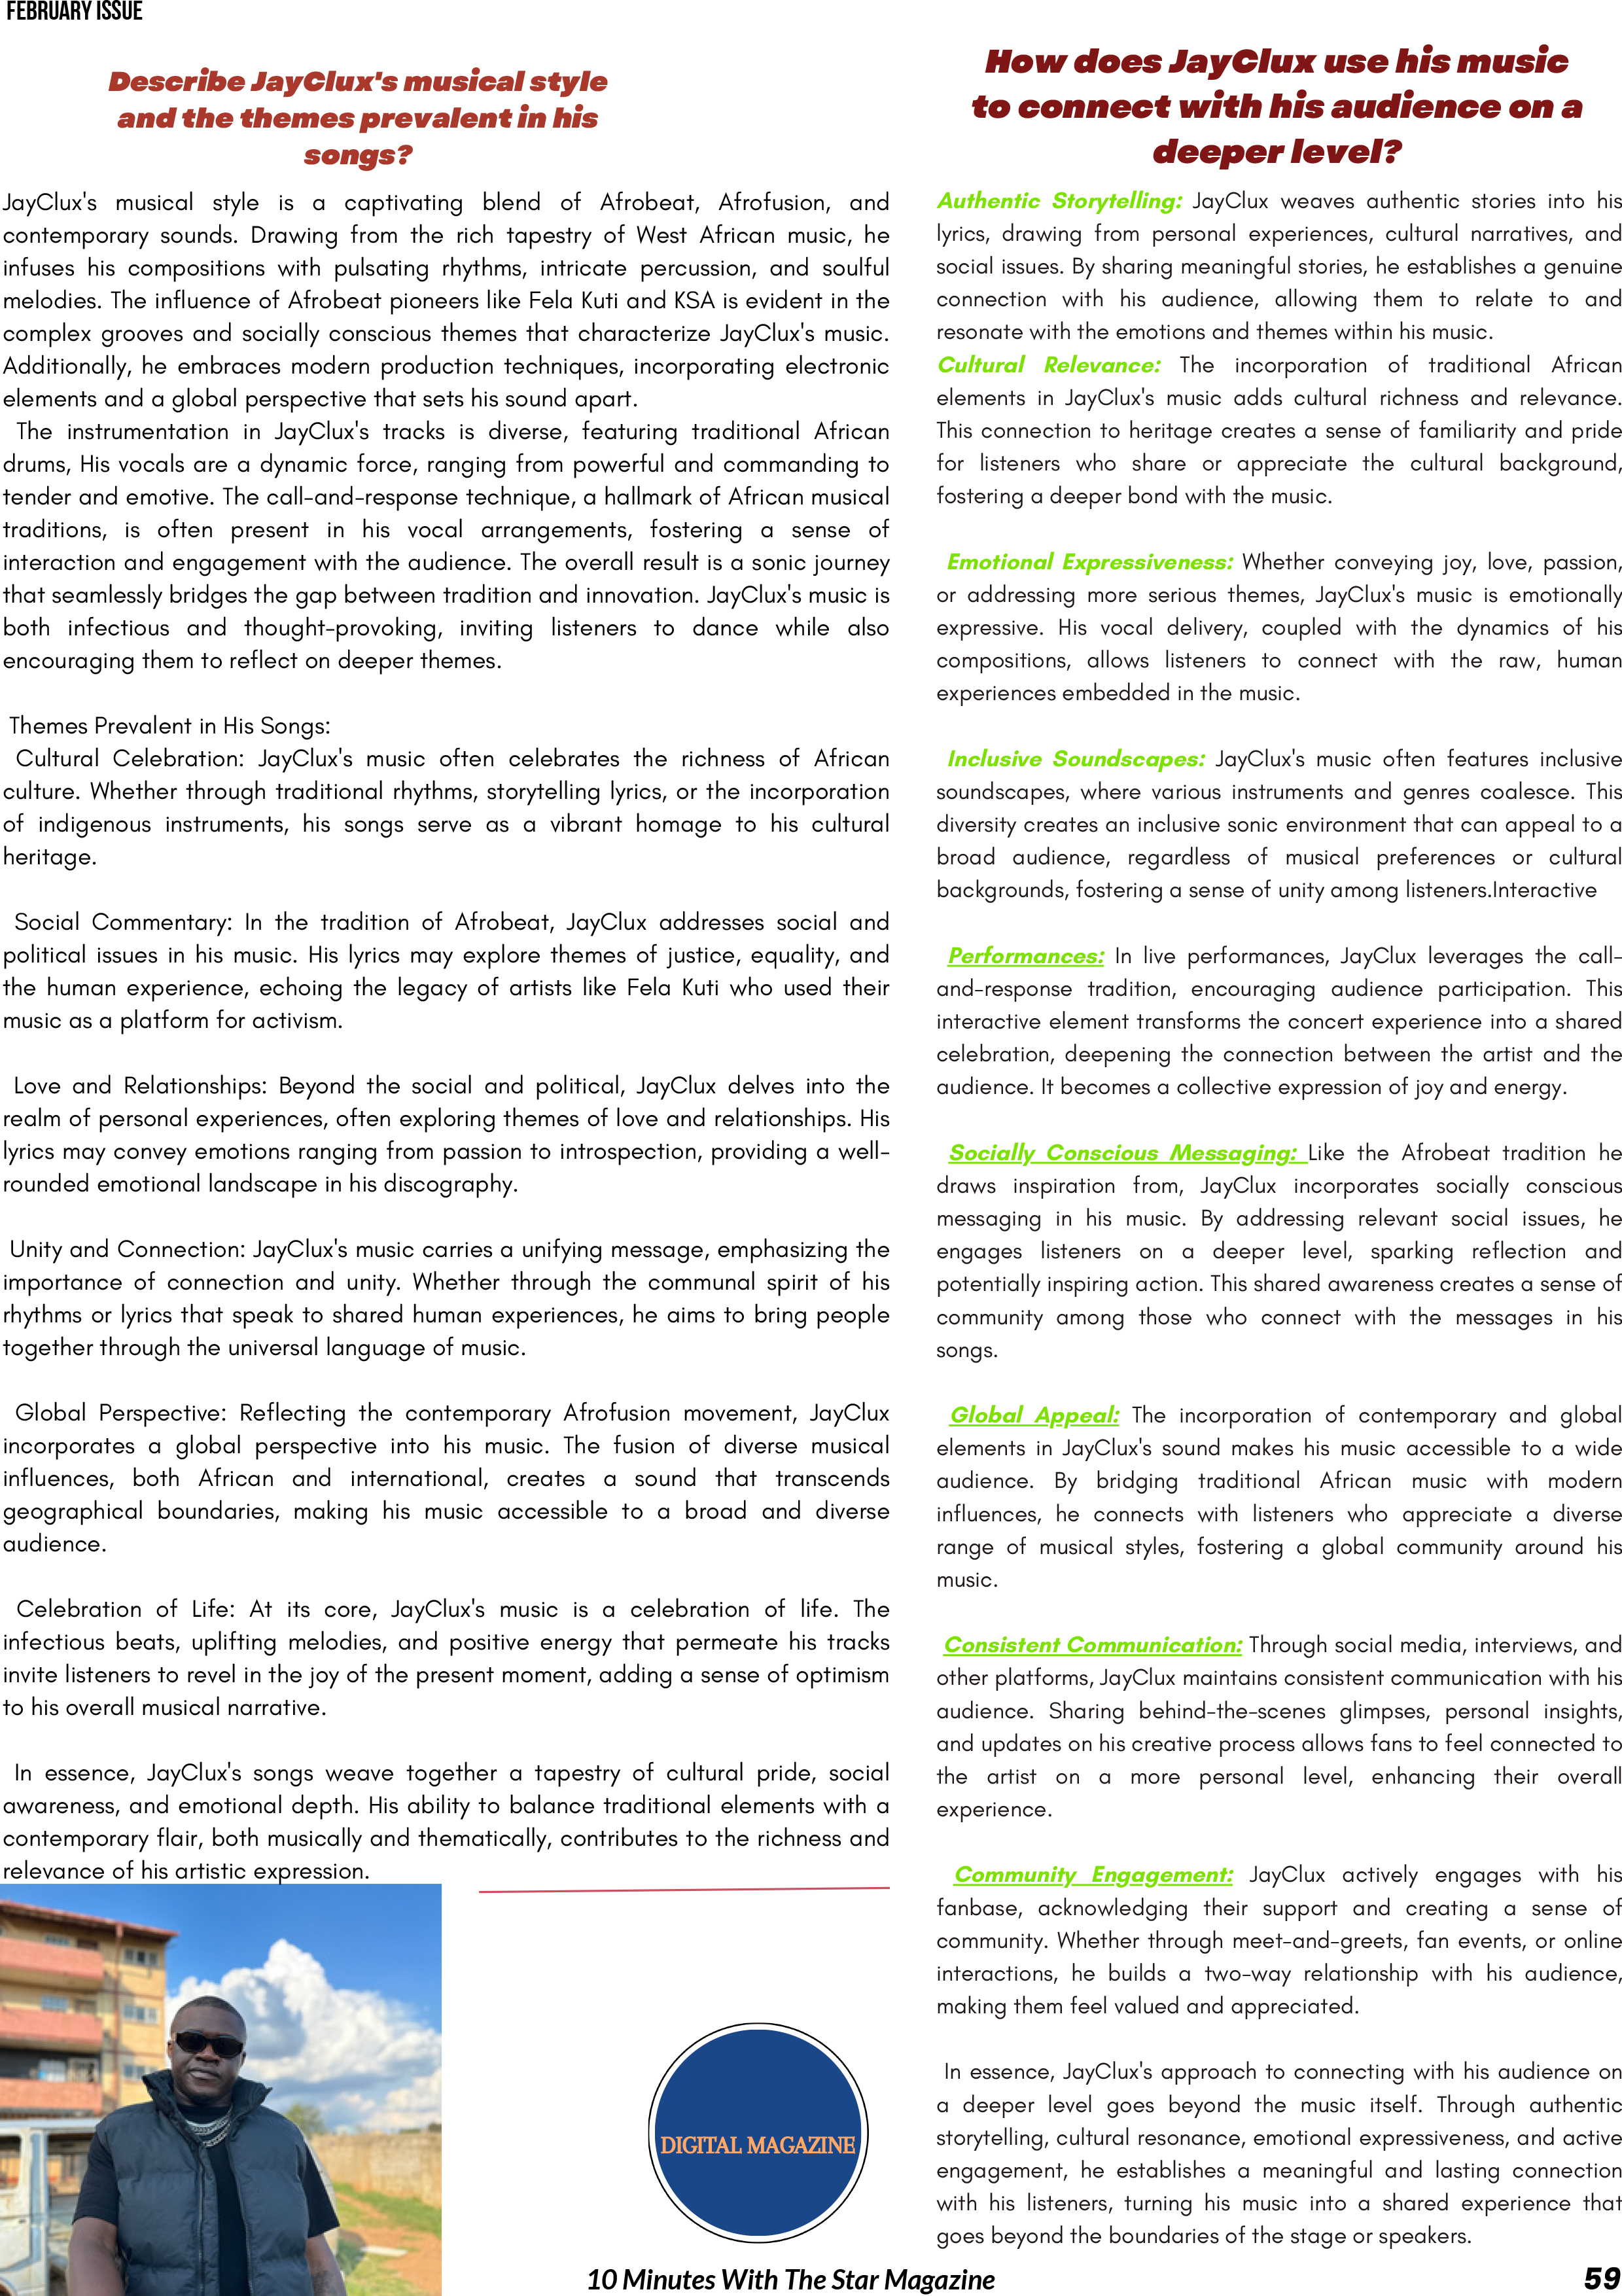 FEBRUARY ISSUE
Describe JayClux's musical style
and the themes prevalent in his
songs?
JayClux's musical style is a captivating blend of Afrobeat, Afrofusion, and
contemporary sounds. Drawing from the rich tapestry of West African music, he
infuses his compositions with pulsating rhythms, intricate percussion, and soulful
melodies. The influence of Afrobeat pioneers like Fela Kuti and KSA is evident in the
complex grooves and socially conscious themes that characterize JayClux's music.
Additionally, he embraces modern production techniques, incorporating electronic
elements and a global perspective that sets his sound apart.
The instrumentation in JayClux's tracks is diverse, featuring traditional African
drums, His vocals are a dynamic force, ranging from powerful and commanding to
tender and emotive. The call-and-response technique, a hallmark of African musical
traditions, is often present in his vocal arrangements, fostering a sense of
interaction and engagement with the audience. The overall result is a sonic journey
that seamlessly bridges the gap between tradition and innovation. JayClux's music is
both infectious and thought-provoking, inviting listeners to dance while also
encouraging them to reflect on deeper themes.
Themes Prevalent in His Songs:
Cultural Celebration: JayClux's music often celebrates the richness of African
culture. Whether through traditional rhythms, storytelling lyrics, or the incorporation
of indigenous instruments, his songs serve as a vibrant homage to his cultural
heritage.
Social Commentary: In the tradition of Afrobeat, JayClux addresses social and
political issues in his music. His lyrics may explore themes of justice, equality, and
the human experience, echoing the legacy of artists like Fela Kuti who used their
music as a platform for activism.
Love and Relationships: Beyond the social and political, JayClux delves into the
realm of personal experiences, often exploring themes of love and relationships. His
lyrics may convey emotions ranging from passion to introspection, providing a well-
rounded emotional landscape in his discography.
Unity and Connection: JayClux's music carries a unifying message, emphasizing the
importance of connection and unity. Whether through the communal spirit of his
rhythms or lyrics that speak to shared human experiences, he aims to bring people
together through the universal language of music.
Global Perspective: Reflecting the contemporary Afrofusion movement, JayClux
incorporates a global perspective into his music. The fusion of diverse musical
influences, both African and international, creates a sound that transcends
geographical boundaries, making his music accessible to a broad and diverse
audience.
Celebration of Life: At its core, JayClux's music is a celebration of life. The
infectious beats, uplifting melodies, and positive energy that permeate his tracks
invite listeners to revel in the joy of the present moment, adding a sense of optimism
to his overall musical narrative.
In essence, JayClux's songs weave together a tapestry of cultural pride, social
awareness, and emotional depth. His ability to balance traditional elements with a
contemporary flair, both musically and thematically, contributes to the richness and
relevance of his artistic expression.
How does JayClux use his music
to connect with his audience on a
deeper level?
Authentic Storytelling: JayClux weaves authentic stories into his
lyrics, drawing from personal experiences, cultural narratives, and
social issues. By sharing meaningful stories, he establishes a genuine
connection with his audience, allowing them to relate to and
resonate with the emotions and themes within his music.
Cultural Relevance: The incorporation of traditional African
elements in JayClux's music adds cultural richness and relevance.
This connection to heritage creates a sense of familiarity and pride
for listeners who share or appreciate the cultural background,
fostering a deeper bond with the music.
Emotional Expressiveness: Whether conveying joy, love, passion,
or addressing more serious themes, JayClux's music is emotionally
expressive. His vocal delivery, coupled with the dynamics of his
compositions, allows listeners to connect with the raw, human
experiences embedded in the music.
Inclusive Soundscapes: JayClux's music often features inclusive
soundscapes, where various instruments and genres coalesce. This
diversity creates an inclusive sonic environment that can appeal to a
broad audience, regardless of musical preferences or cultural
backgrounds, fostering a sense of unity among listeners.Interactive
Performances: In live performances, JayClux leverages the call-
and-response tradition, encouraging audience participation. This
interactive element transforms the concert experience into a shared
celebration, deepening the connection between the artist and the
audience. It becomes a collective expression of joy and energy.
Socially Conscious Messaging: Like the Afrobeat tradition he
draws inspiration from, JayClux incorporates socially conscious
messaging in his music. By addressing relevant social issues, he
engages listeners on a deeper level, sparking reflection and
potentially inspiring action. This shared awareness creates a sense of
community among those who connect with the messages in his
songs.
Global Appeal: The incorporation of contemporary and global
elements in JayClux's sound makes his music accessible to a wide
audience. By bridging traditional African music with modern
influences, he connects with listeners who appreciate a diverse
range of musical styles, fostering a global community around his
music.
Consistent Communication: Through social media, interviews, and
other platforms, JayClux maintains consistent communication with his
audience. Sharing behind-the-scenes glimpses, personal insights,
and updates on his creative process allows fans to feel connected to
the artist on a more personal level, enhancing their overall
experience.
Community Engagement: JayClux actively engages with his
fanbase, acknowledging their support and creating a sense of
community. Whether through meet-and-greets, fan events, or online
interactions, he builds a two-way relationship with his audience,
making them feel valued and appreciated.
In essence, JayClux's approach to connecting with his audience on
a deeper level goes beyond the music itself. Through authentic
storytelling, cultural resonance, emotional expressiveness, and active
engagement, he establishes a meaningful and lasting connection
with his listeners, turning his music into a shared experience that
goes beyond the boundaries of the stage or speakers.
DIGITAL MAGAZINE
10 Minutes With The Star Magazine
59